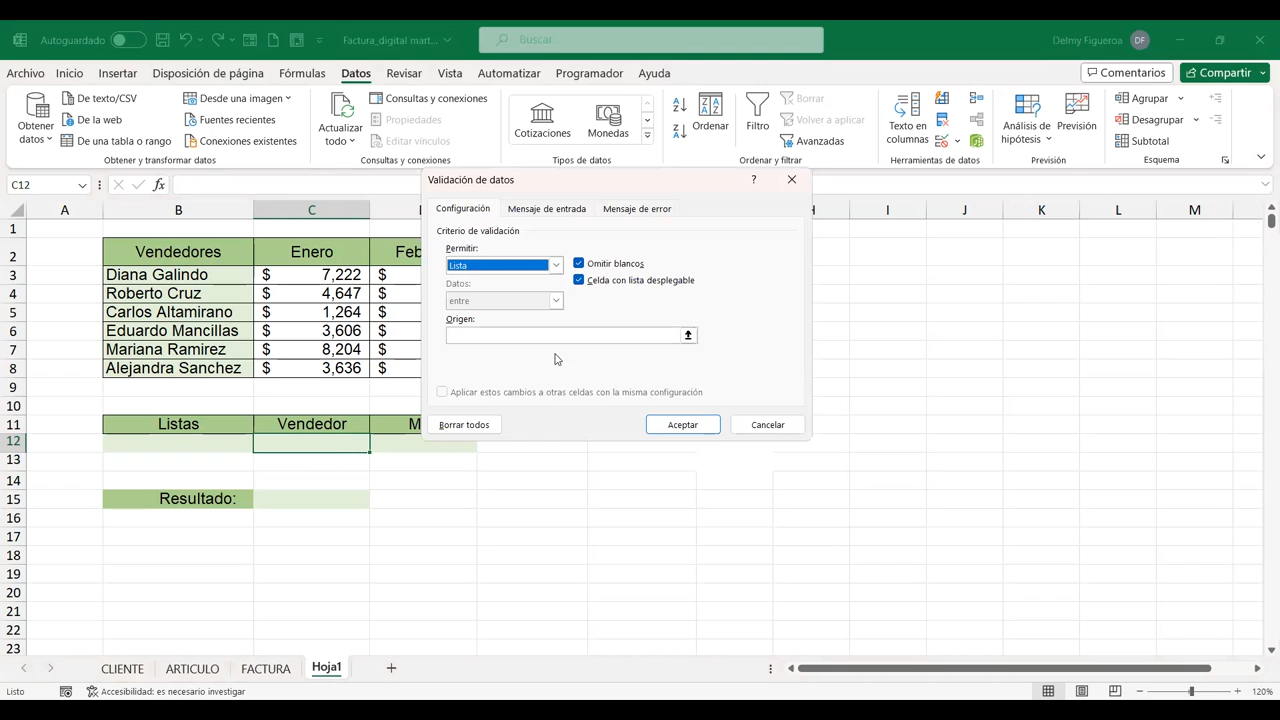 Autoguardado
Factura_digital mart...
Buscar
Delmy Figueroa DF
Archivo Inicio Insertar Disposición de página Fórmulas Datos Revisar Vista Automatizar Programador Ayuda
Comentarios Compartir
Obtener datos
De texto/CSV
De la web
De una tabla o rango
Desde una imagen
Fuentes recientes
Conexiones existentes
Obtener y transformar datos
Actualizar todo
Consultas y conexiones
Propiedades
Editar vínculos
Consultas y conexiones
Cotizaciones
Monedas
Tipos de datos
A Z
Z A
Ordenar
Filtro
Borrar
Volver a aplicar
Avanzadas
Ordenar y filtrar
Texto en columnas
Herramientas de datos
Análisis de hipótesis
Previsión
Previsión
Agrupar
Desagrupar
Subtotal
Esquema
C12 fx
A B C H I J K L M
1
2 Vendedores Enero Feb
3 Diana Galindo $ 7,222 $
4 Roberto Cruz $ 4,647 $
5 Carlos Altamirano $ 1,264 $
6 Eduardo Mancillas $ 3,606 $
7 Mariana Ramirez $ 8,204 $
8 Alejandra Sanchez $ 3,636 $
9
10
11 Listas Vendedor M
12
13
14
15 Resultado:
16
17
18
19
20
21
22
23
Validación de datos ?
Configuración Mensaje de entrada Mensaje de error
Criterio de validación
Permitir:
Lista
Omitir blancos
Celda con lista desplegable
Datos:
entre
Origen:
Aplicar estos cambios a otras celdas con la misma configuración
Borrar todos Aceptar Cancelar
CLIENTE ARTICULO FACTURA Hoja1 +
Listo Accesibilidad: es necesario investigar 120%